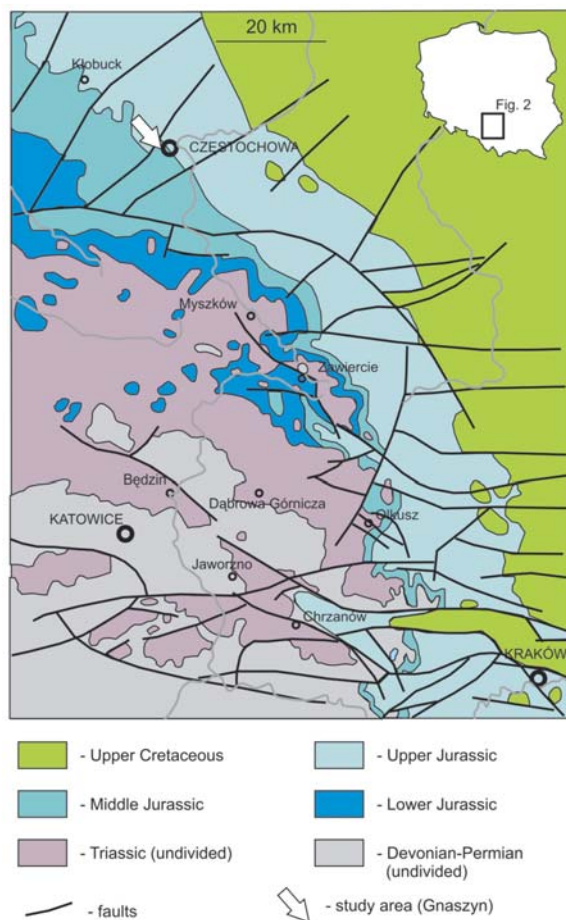 20 km
Kłobuck
Fig. 2
CZĘSTOCHOWA
Myszków
Zawiercie
Będzin
Dąbrowa Górnicza
KATOWICE
Olkusz
Jaworzno
Chrzanów
KRAKÓW
- Upper Cretaceous
- Upper Jurassic
- Middle Jurassic
- Lower Jurassic
- Triassic (undivided)
- Devonian-Permian
(undivided)
- faults
- study area (Gnaszyn)